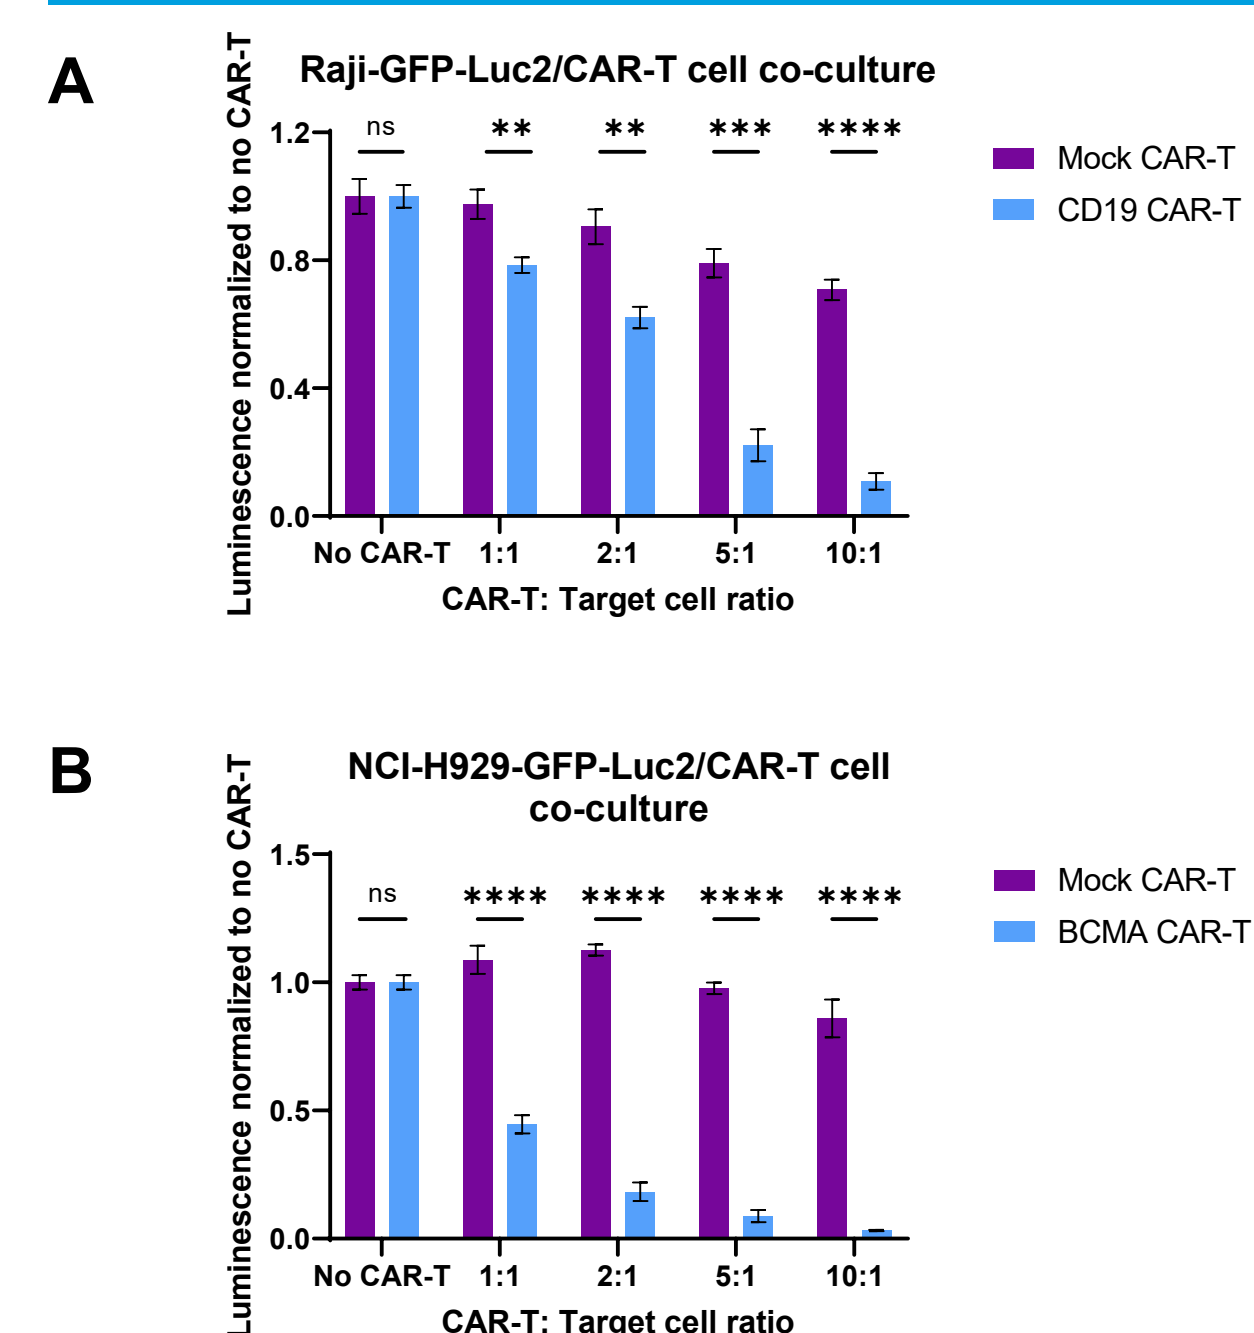 A
Raji-GFP-Luc2/CAR-T cell co-culture
Luminescence normalized to no CAR-T
1.2
0.8
0.4
0.0
ns
**
**
***
****
Mock CAR-T
CD19 CAR-T
No CAR-T 1:1 2:1 5:1 10:1
CAR-T: Target cell ratio
B
NCI-H929-GFP-Luc2/CAR-T cell
co-culture
Luminescence normalized to no CAR-T
1.5
1.0
0.5
0.0
ns
****
****
****
****
Mock CAR-T
BCMA CAR-T
No CAR-T 1:1 2:1 5:1 10:1
CAR-T: Target cell ratio